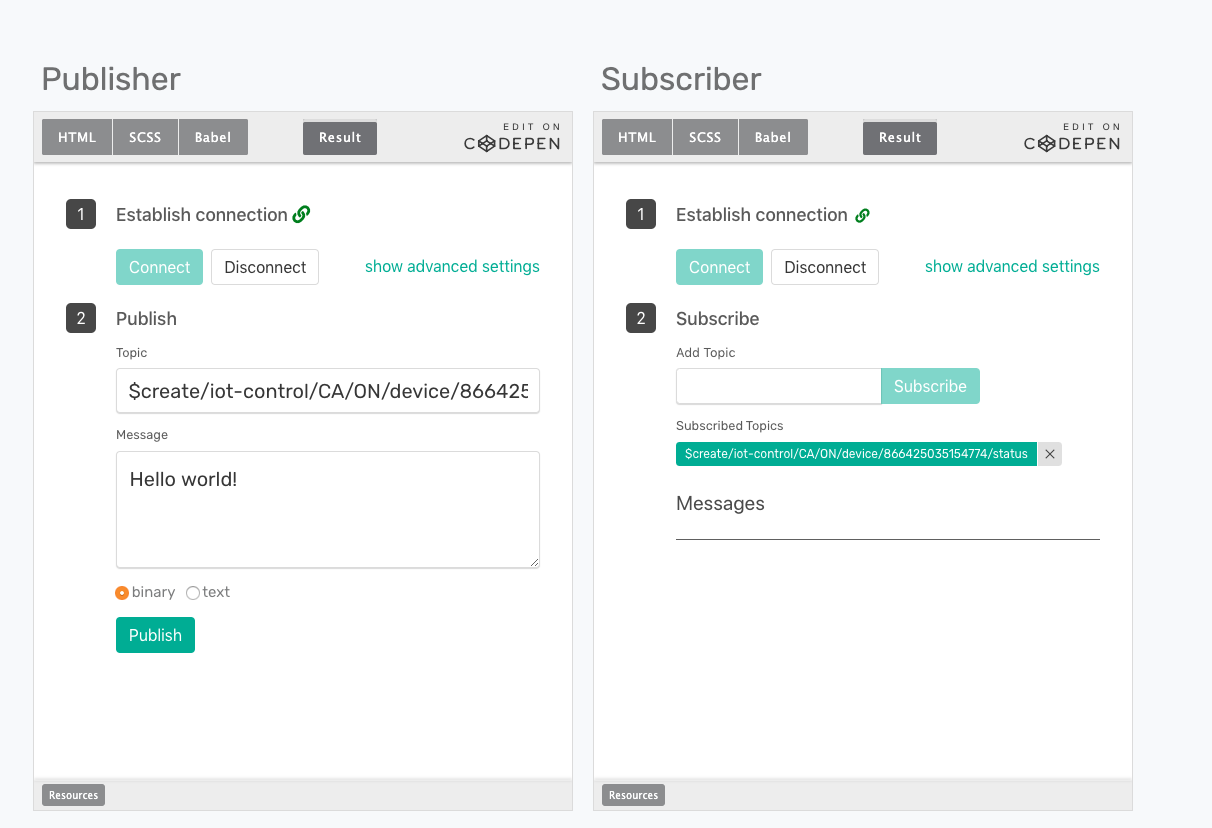 Publisher
HTML SCSS Babel Result EDIT ON CODEPEN
1 Establish connection
Connect Disconnect show advanced settings
2 Publish
Topic
$create/iot-control/CA/ON/device/866425
Message
Hello world!
binary text
Publish
Resources
Subscriber
HTML SCSS Babel Result EDIT ON CODEPEN
1 Establish connection
Connect Disconnect show advanced settings
2 Subscribe
Add Topic
Subscribe
Subscribed Topics
$create/iot-control/CA/ON/device/866425035154774/status
Messages
Resources